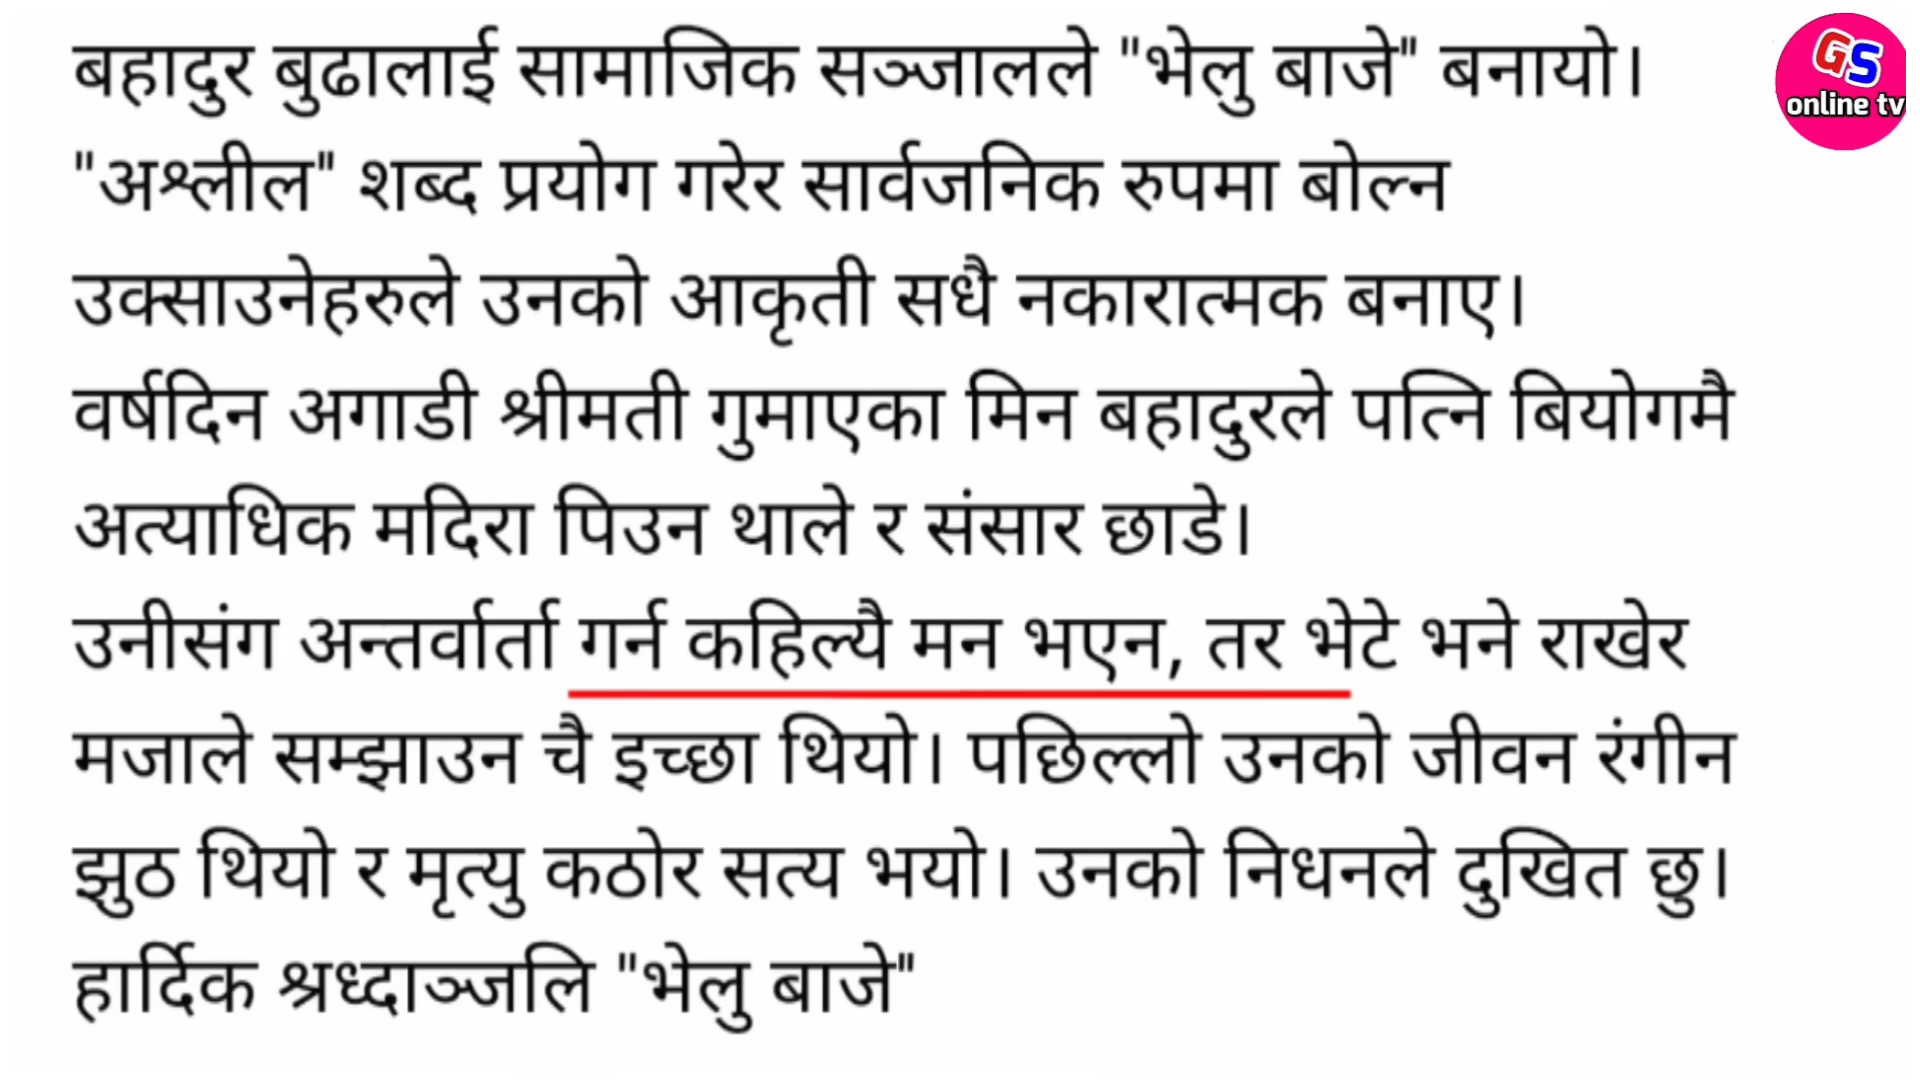 बहादुर बुढालाई सामाजिक सञ्जालले "भेलु बाजे" बनायो।
"अश्लील" शब्द प्रयोग गरेर सार्वजनिक रुपमा बोल्न
उक्साउनेहरुले उनको आकृती सधै नकारात्मक बनाए।
वर्षदिन अगाडी श्रीमती गुमाएका मिन बहादुरले पत्नि बियोगमै
अत्याधिक मदिरा पिउन थाले र संसार छाडे।
उनीसंग अन्तर्वार्ता गर्न कहिल्यै मन भएन, तर भेटे भने राखेर
मजाले सम्झाउन चै इच्छा थियो। पछिल्लो उनको जीवन रंगीन
झुठ थियो र मृत्यु कठोर सत्य भयो। उनको निधनले दुखित छु।
हार्दिक श्रध्दाञ्जलि "भेलु बाजे"
GS
online tv